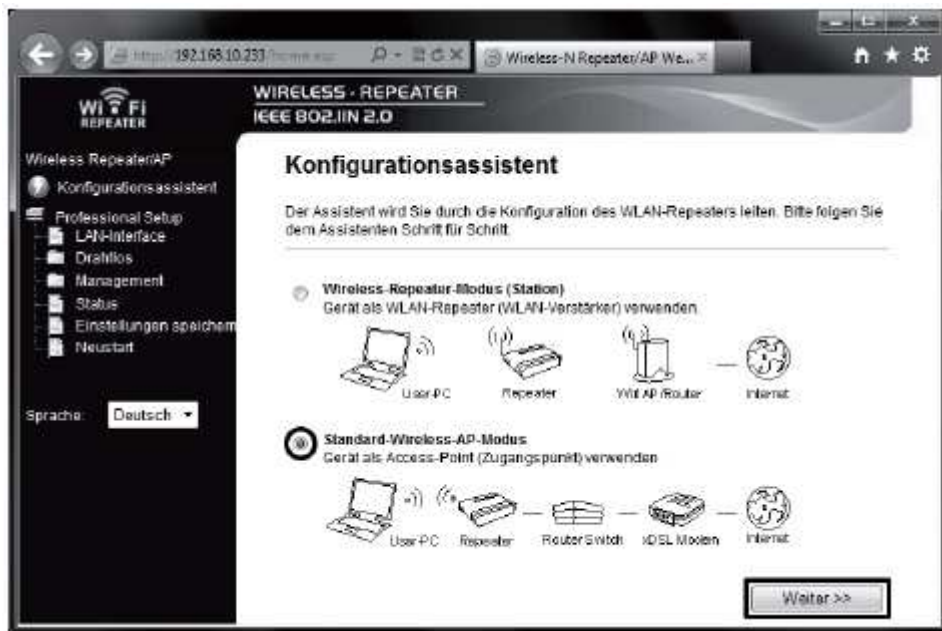 192.168.10.233
Wireless-N Repeater/AP We...
Wi Fi
REPEATER
WIRELESS - REPEATER
IEEE 802.11N 2.0
Wireless Repeater/AP
Konfigurationsassistent
Professional Setup
LAN-Interface
Drahtlos
Management
Status
Einstellungen speichern
Neustart
Sprache:
Deutsch
Konfigurationsassistent
Der Assistent wird Sie durch die Konfiguration des WLAN-Repeaters leiten. Bitte folgen Sie
dem Assistenten Schritt für Schritt.
Wireless-Repeater-Modus (Station)
Gerät als WLAN-Repeater (WLAN-Verstärker) verwenden
User-PC
Repeater
Wifi AP /Router
Internet
Standard-Wireless-AP-Modus
Gerät als Access-Point (Zugangspunkt) verwenden
User-PC
Repeater
Router Switch
xDSL Modem
Internet
Weiter >>